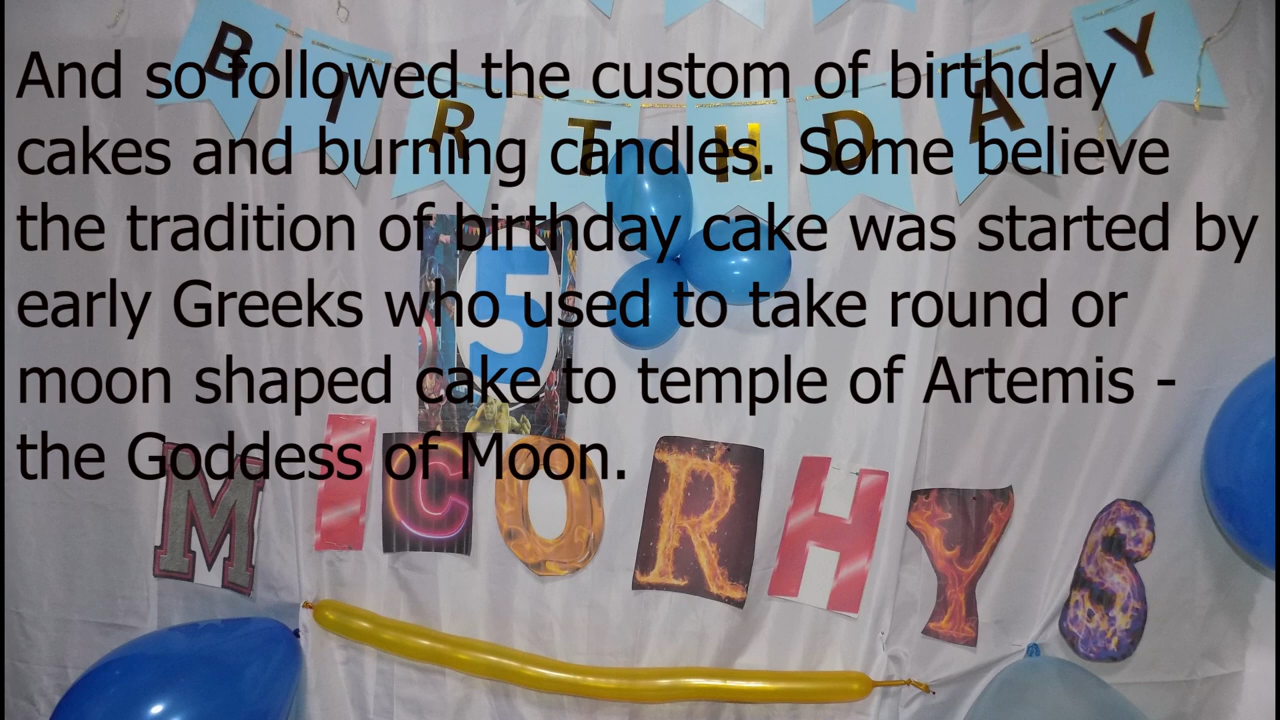 BIRTHDAY
And so followed the custom of birthday
cakes and burning candles. Some believe
the tradition of birthday cake was started by
early Greeks who used to take round or
moon shaped cake to temple of Artemis -
the Goddess of Moon.
5
MICORHYS